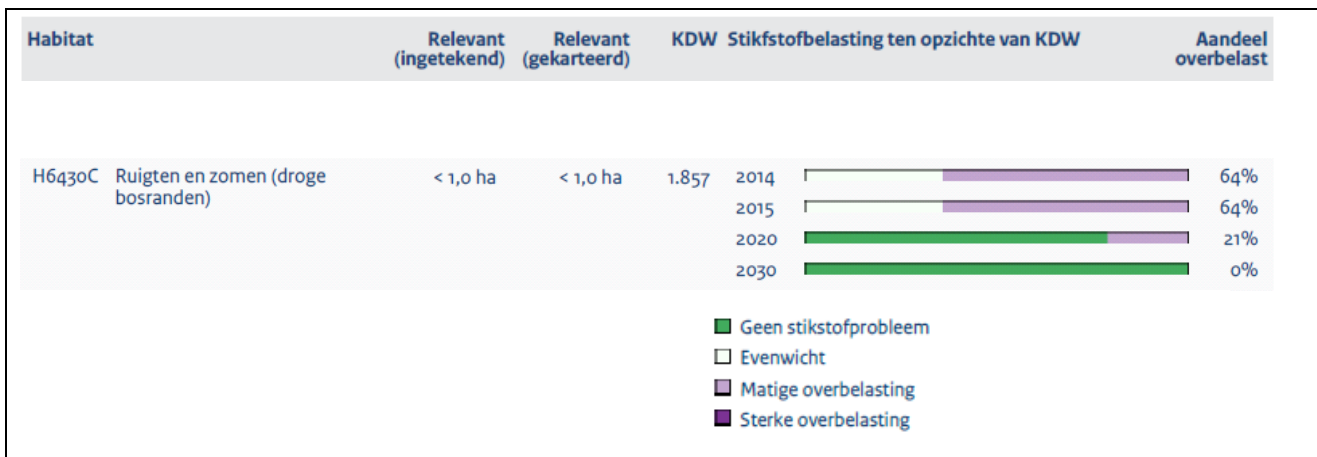 Habitat Relevant (ingetekend) Relevant (gekarteerd) KDW Stikfstofbelasting ten opzichte van KDW Aandeel overbelast
H6430C Ruigten en zomen (droge bosranden) < 1,0 ha < 1,0 ha 1.857 2014 64%
2015 64%
2020 21%
2030 0%
Geen stikstofprobleem
Evenwicht
Matige overbelasting
Sterke overbelasting